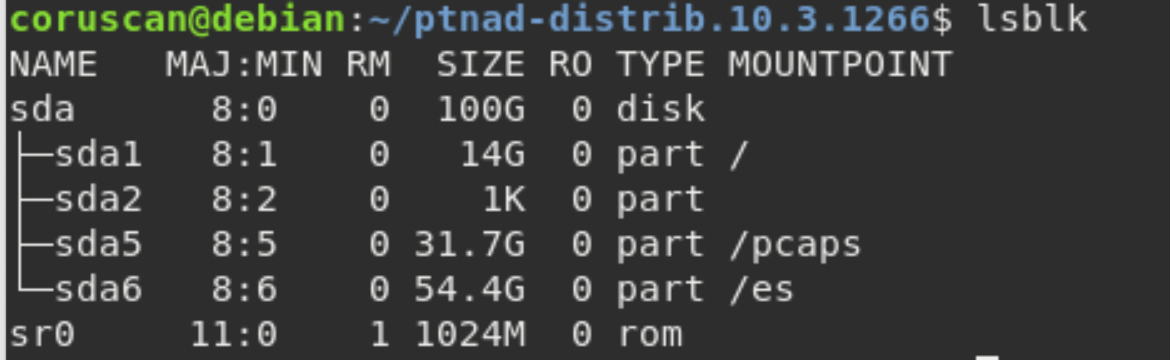 coruscan@debian:~/ptnad-distrib.10.3.1266$ lsblk
NAME   MAJ:MIN RM  SIZE RO TYPE MOUNTPOINT
sda      8:0    0  100G  0 disk
├─sda1   8:1    0   14G  0 part /
├─sda2   8:2    0    1K  0 part
├─sda5   8:5    0 31.7G  0 part /pcaps
└─sda6   8:6    0 54.4G  0 part /es
sr0     11:0    1 1024M  0 rom